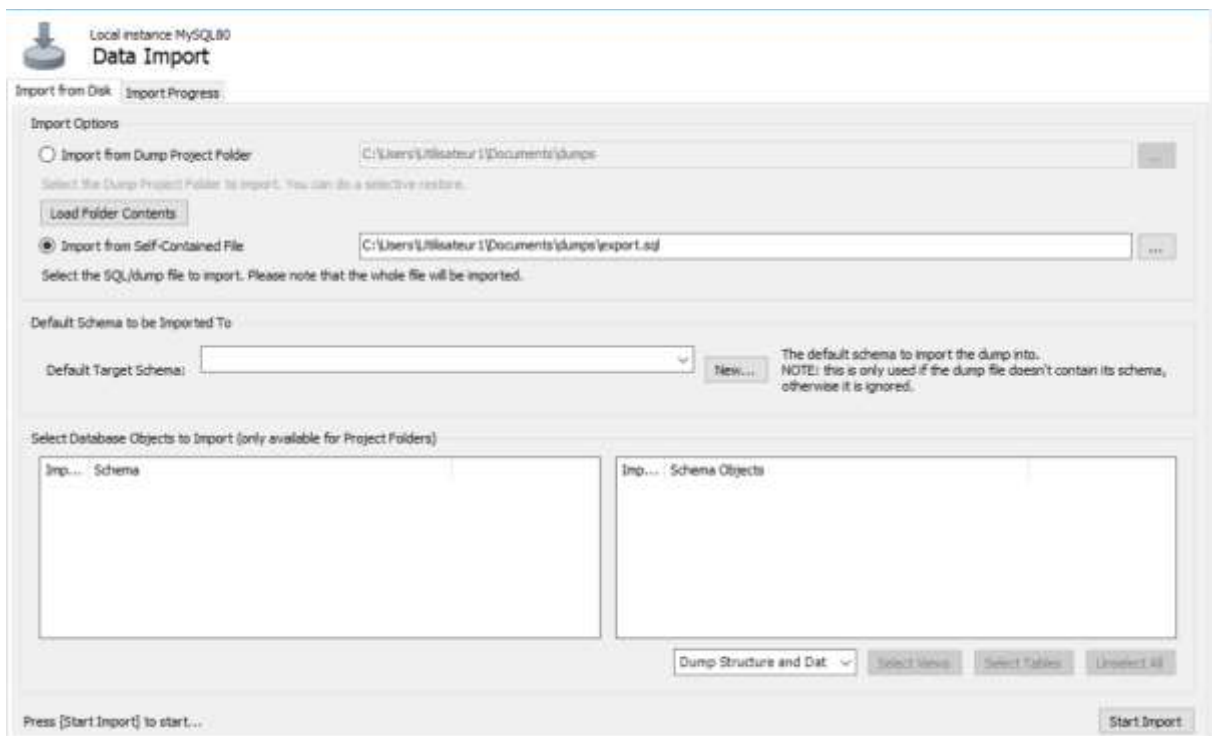 Local instance MySQL80
Data Import
Import from Disk Import Progress
Import Options
Import from Dump Project Folder C:\Users\Utilisateur 1\Documents\dumps ...
Select the Dump Project Folder to import. You can do a selective restore.
Load Folder Contents
Import from Self-Contained File C:\Users\Utilisateur 1\Documents\dumps\export.sql ...
Select the SQL/dump file to import. Please note that the whole file will be imported.
Default Schema to be Imported To
Default Target Schema: New...
The default schema to import the dump into.
NOTE: this is only used if the dump file doesn't contain its schema,
otherwise it is ignored.
Select Database Objects to Import (only available for Project Folders)
Imp... Schema Imp... Schema Objects
Dump Structure and Dat Select Views Select Tables Unselect All
Press [Start Import] to start... Start Import